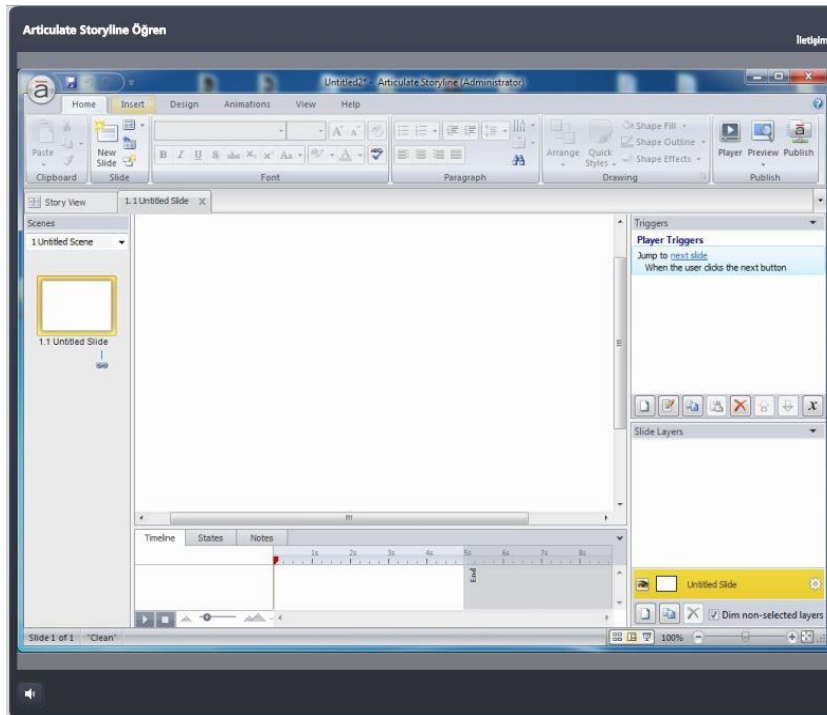 Articulate Storyline Öğren
İletişim
Untitled2* - Articulate Storyline (Administrator)
Home Insert Design Animations View Help
Paste
New Slide
Arrange
Quick Styles
Shape Fill
Shape Outline
Shape Effects
Player Preview Publish
Clipboard Slide Font Paragraph Drawing Publish
Story View 1.1 Untitled Slide
Scenes
1 Untitled Scene
1.1 Untitled Slide
Triggers
Player Triggers
Jump to next slide
When the user clicks the next button
Slide Layers
Timeline States Notes
1s 2s 3s 4s 5s 6s 7s 8s
End
Untitled Slide
Dim non-selected layers
Slide 1 of 1 "Clean" 100%